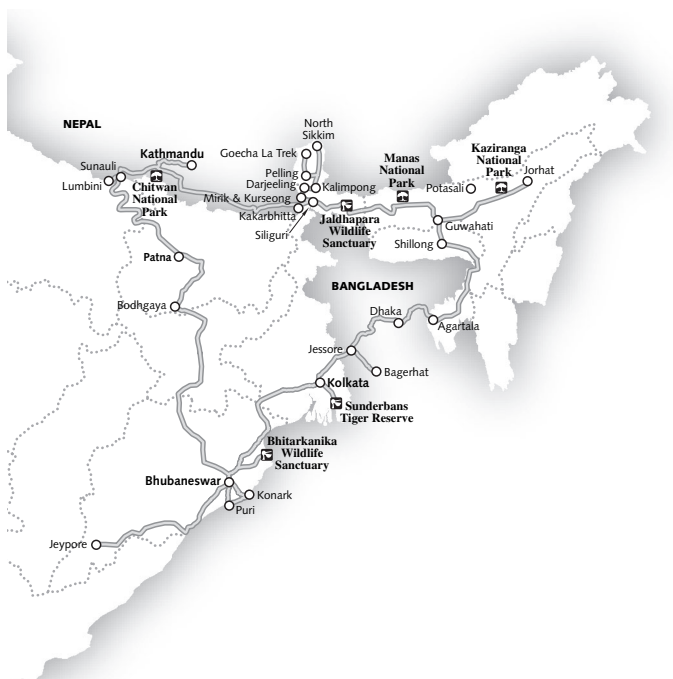 North
Sikkim
NEPAL
Kathmandu
Goecha La Trek
Manas
National
Park
Kaziranga
National
Park
Sunauli
Lumbini
Chitwan
National
Park
Pelling
Darjeeling
Kalimpong
Mirik & Kurseong
Kakarbhitta
Siliguri
Jaldhapara
Wildlife
Sanctuary
Potasali
Jorhat
Guwahati
Shillong
Patna
BANGLADESH
Bodhgaya
Dhaka
Agartala
Jessore
Bagerhat
Kolkata
Sunderbans
Tiger Reserve
Bhitarkanika
Wildlife
Sanctuary
Bhubaneswar
Konark
Puri
Jeypore